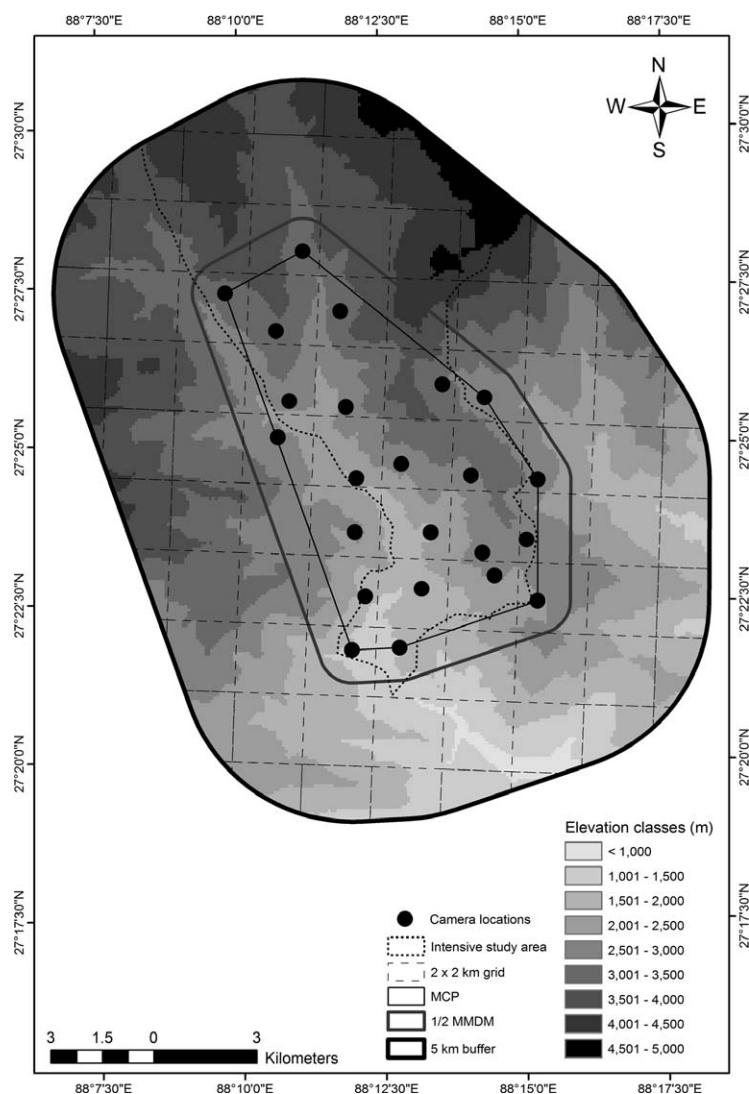 88°7'30"E 88°10'0"E 88°12'30"E 88°15'0"E 88°17'30"E
N
W E
S
27°30'0"N 27°30'0"N
27°27'30"N 27°27'30"N
27°25'0"N 27°25'0"N
27°22'30"N 27°22'30"N
27°20'0"N 27°20'0"N
27°17'30"N 27°17'30"N
Elevation classes (m)
< 1,000
1,001 - 1,500
1,501 - 2,000
2,001 - 2,500
2,501 - 3,000
3,001 - 3,500
3,501 - 4,000
4,001 - 4,500
4,501 - 5,000
Camera locations
Intensive study area
2 x 2 km grid
MCP
1/2 MMDM
5 km buffer
3 1.5 0 3
Kilometers
88°7'30"E 88°10'0"E 88°12'30"E 88°15'0"E 88°17'30"E